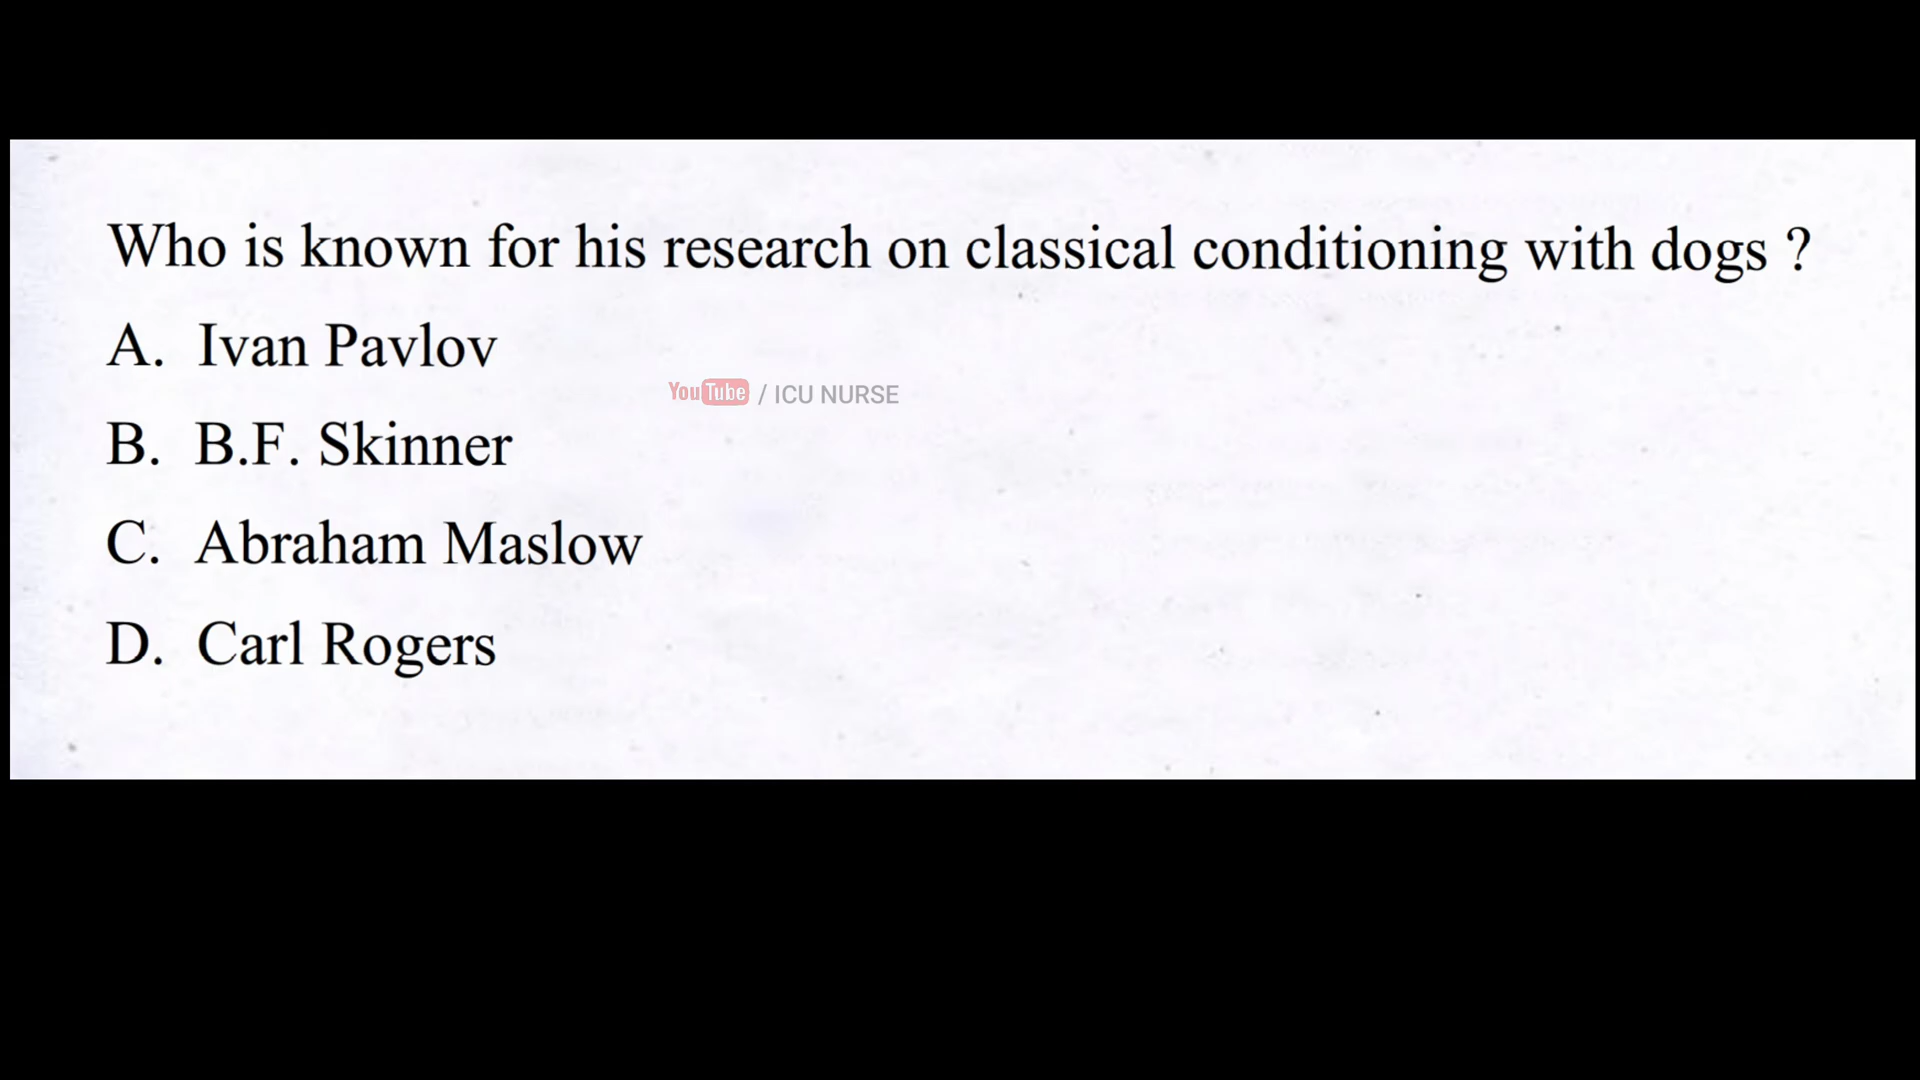 Who is known for his research on classical conditioning with dogs ?
A. Ivan Pavlov
YouTube / ICU NURSE
B. B.F. Skinner
C. Abraham Maslow
D. Carl Rogers